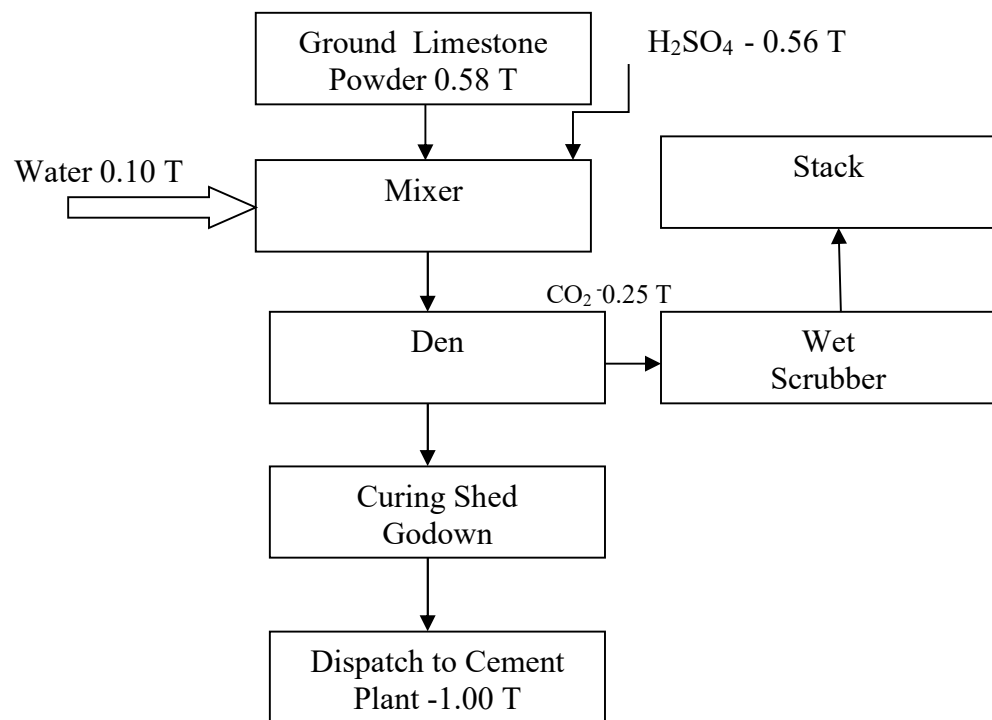 Ground Limestone
Powder 0.58 T
H₂SO₄ - 0.56 T
Water 0.10 T
Mixer
Stack
CO₂ -0.25 T
Den
Wet
Scrubber
Curing Shed
Godown
Dispatch to Cement
Plant -1.00 T